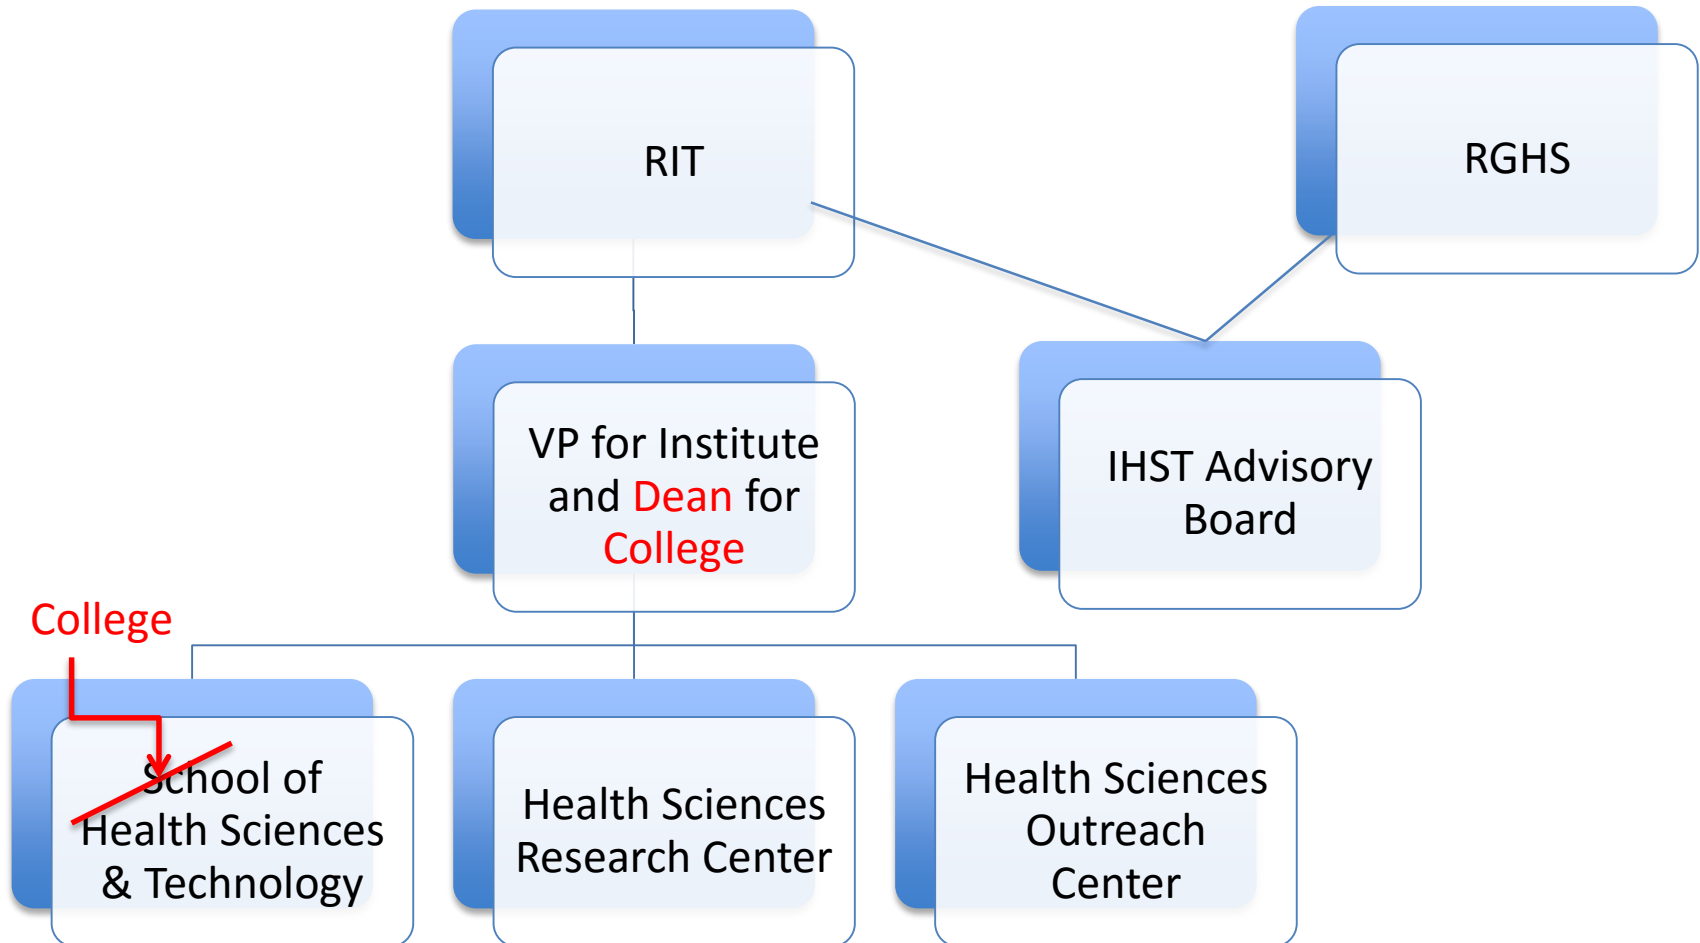 RIT
RGHS
VP for Institute
and Dean for
College
IHST Advisory
Board
College
School of
Health Sciences
& Technology
Health Sciences
Research Center
Health Sciences
Outreach
Center